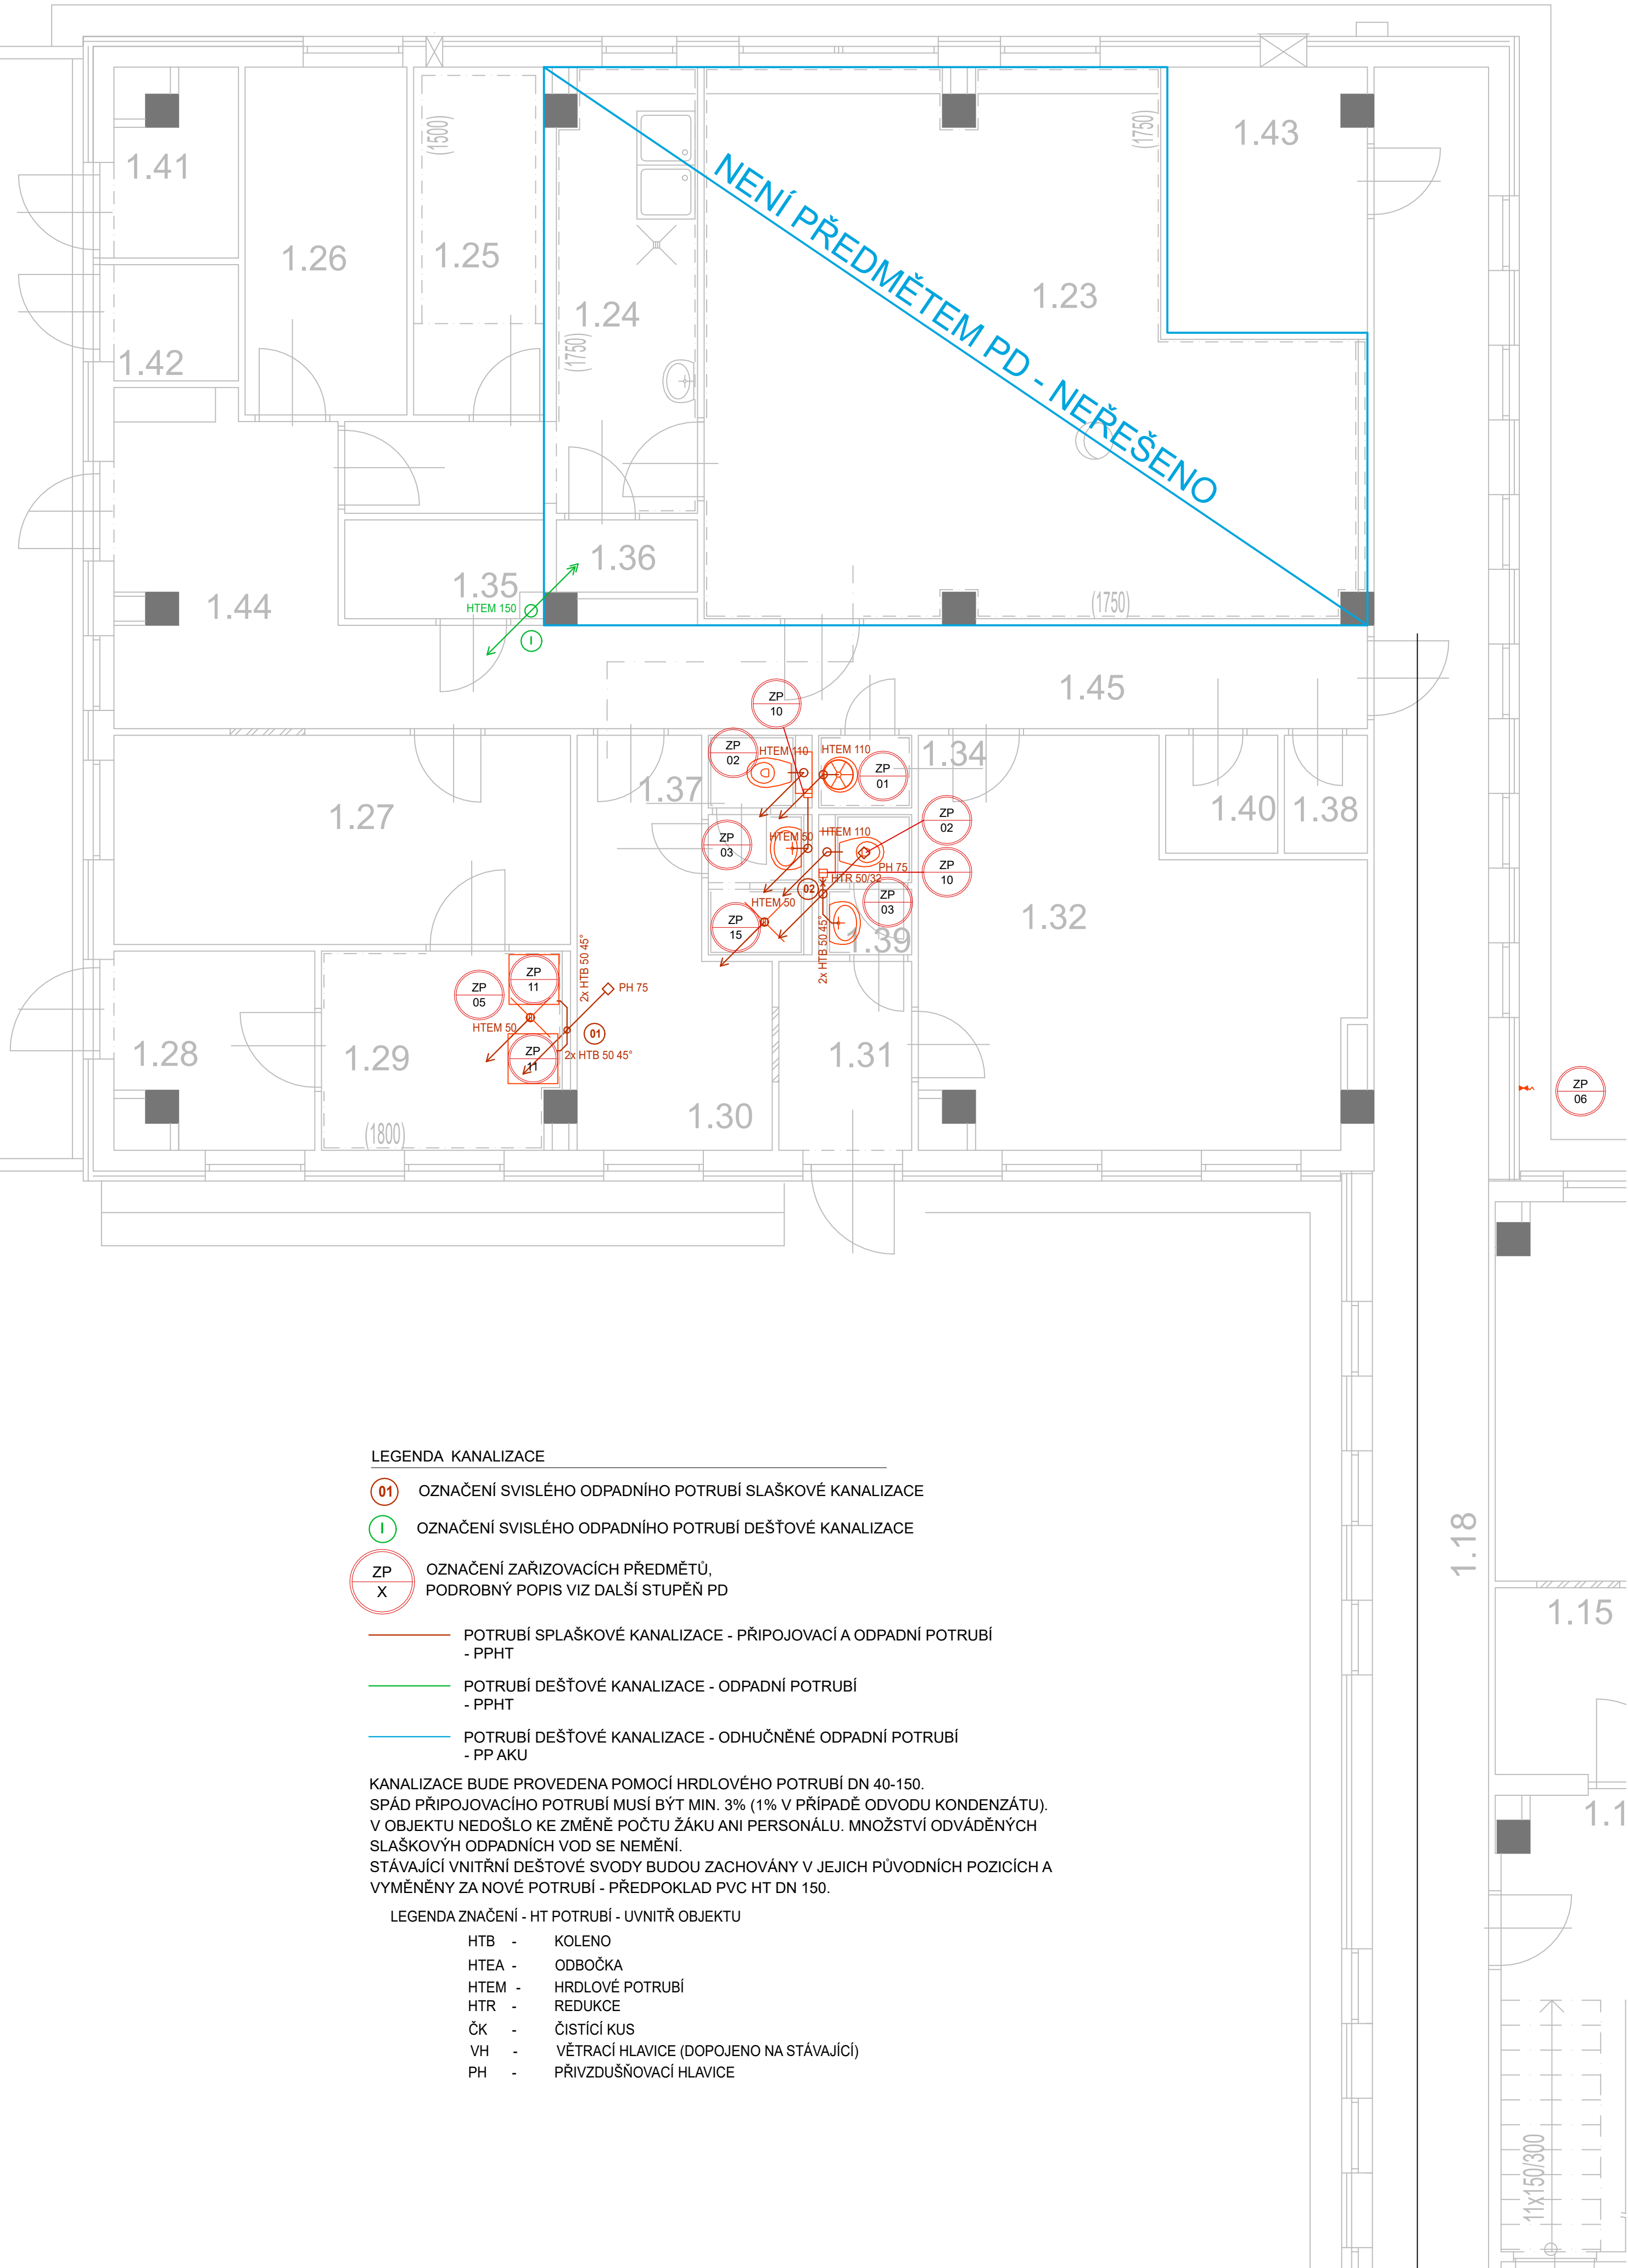 1.41
(1500)
(1750)
1.43
1.26
1.25
NENÍ PŘEDMĚTEM PD - NEŘEŠENO
1.23
1.24
(1750)
1.42
1.36
1.35
HTEM 150
I
1.44
(1750)
1.45
ZP
10
ZP
02
HTEM 110
HTEM 110
1.34
ZP
01
1.37
1.27
1.40
1.38
ZP
02
ZP
03
HTEM 50
HTEM 110
PH 75
ZP
10
HTR 50/32
02
HTEM 50
ZP
03
ZP
15
1.32
1.39
2x HTB 50 45°
2x HTB 50 45°
ZP
11
ZP
05
PH 75
HTEM 50
01
ZP
11
2x HTB 50 45°
1.28
1.29
1.31
1.30
(1800)
ZP
06
LEGENDA KANALIZACE
01 OZNAČENÍ SVISLÉHO ODPADNÍHO POTRUBÍ SLAŠKOVÉ KANALIZACE
I OZNAČENÍ SVISLÉHO ODPADNÍHO POTRUBÍ DEŠŤOVÉ KANALIZACE
ZP
X
OZNAČENÍ ZAŘIZOVACÍCH PŘEDMĚTŮ,
PODROBNÝ POPIS VIZ DALŠÍ STUPĚŇ PD
POTRUBÍ SPLAŠKOVÉ KANALIZACE - PŘIPOJOVACÍ A ODPADNÍ POTRUBÍ
- PPHT
POTRUBÍ DEŠŤOVÉ KANALIZACE - ODPADNÍ POTRUBÍ
- PPHT
POTRUBÍ DEŠŤOVÉ KANALIZACE - ODHUČNĚNÉ ODPADNÍ POTRUBÍ
- PP AKU
KANALIZACE BUDE PROVEDENA POMOCÍ HRDLOVÉHO POTRUBÍ DN 40-150.
SPÁD PŘIPOJOVACÍHO POTRUBÍ MUSÍ BÝT MIN. 3% (1% V PŘÍPADĚ ODVODU KONDENZÁTU).
V OBJEKTU NEDOŠLO KE ZMĚNĚ POČTU ŽÁKU ANI PERSONÁLU. MNOŽSTVÍ ODVÁDĚNÝCH
SLAŠKOVÝH ODPADNÍCH VOD SE NEMĚNÍ.
STÁVAJÍCÍ VNITŘNÍ DEŠTOVÉ SVODY BUDOU ZACHOVÁNY V JEJICH PŮVODNÍCH POZICÍCH A
VYMĚNĚNY ZA NOVÉ POTRUBÍ - PŘEDPOKLAD PVC HT DN 150.
LEGENDA ZNAČENÍ - HT POTRUBÍ - UVNITŘ OBJEKTU
HTB - KOLENO
HTEA - ODBOČKA
HTEM - HRDLOVÉ POTRUBÍ
HTR - REDUKCE
ČK - ČISTÍCÍ KUS
VH - VĚTRACÍ HLAVICE (DOPOJENO NA STÁVAJÍCÍ)
PH - PŘIVZDUŠŇOVACÍ HLAVICE
1.18
1.15
1.1
11x150/300